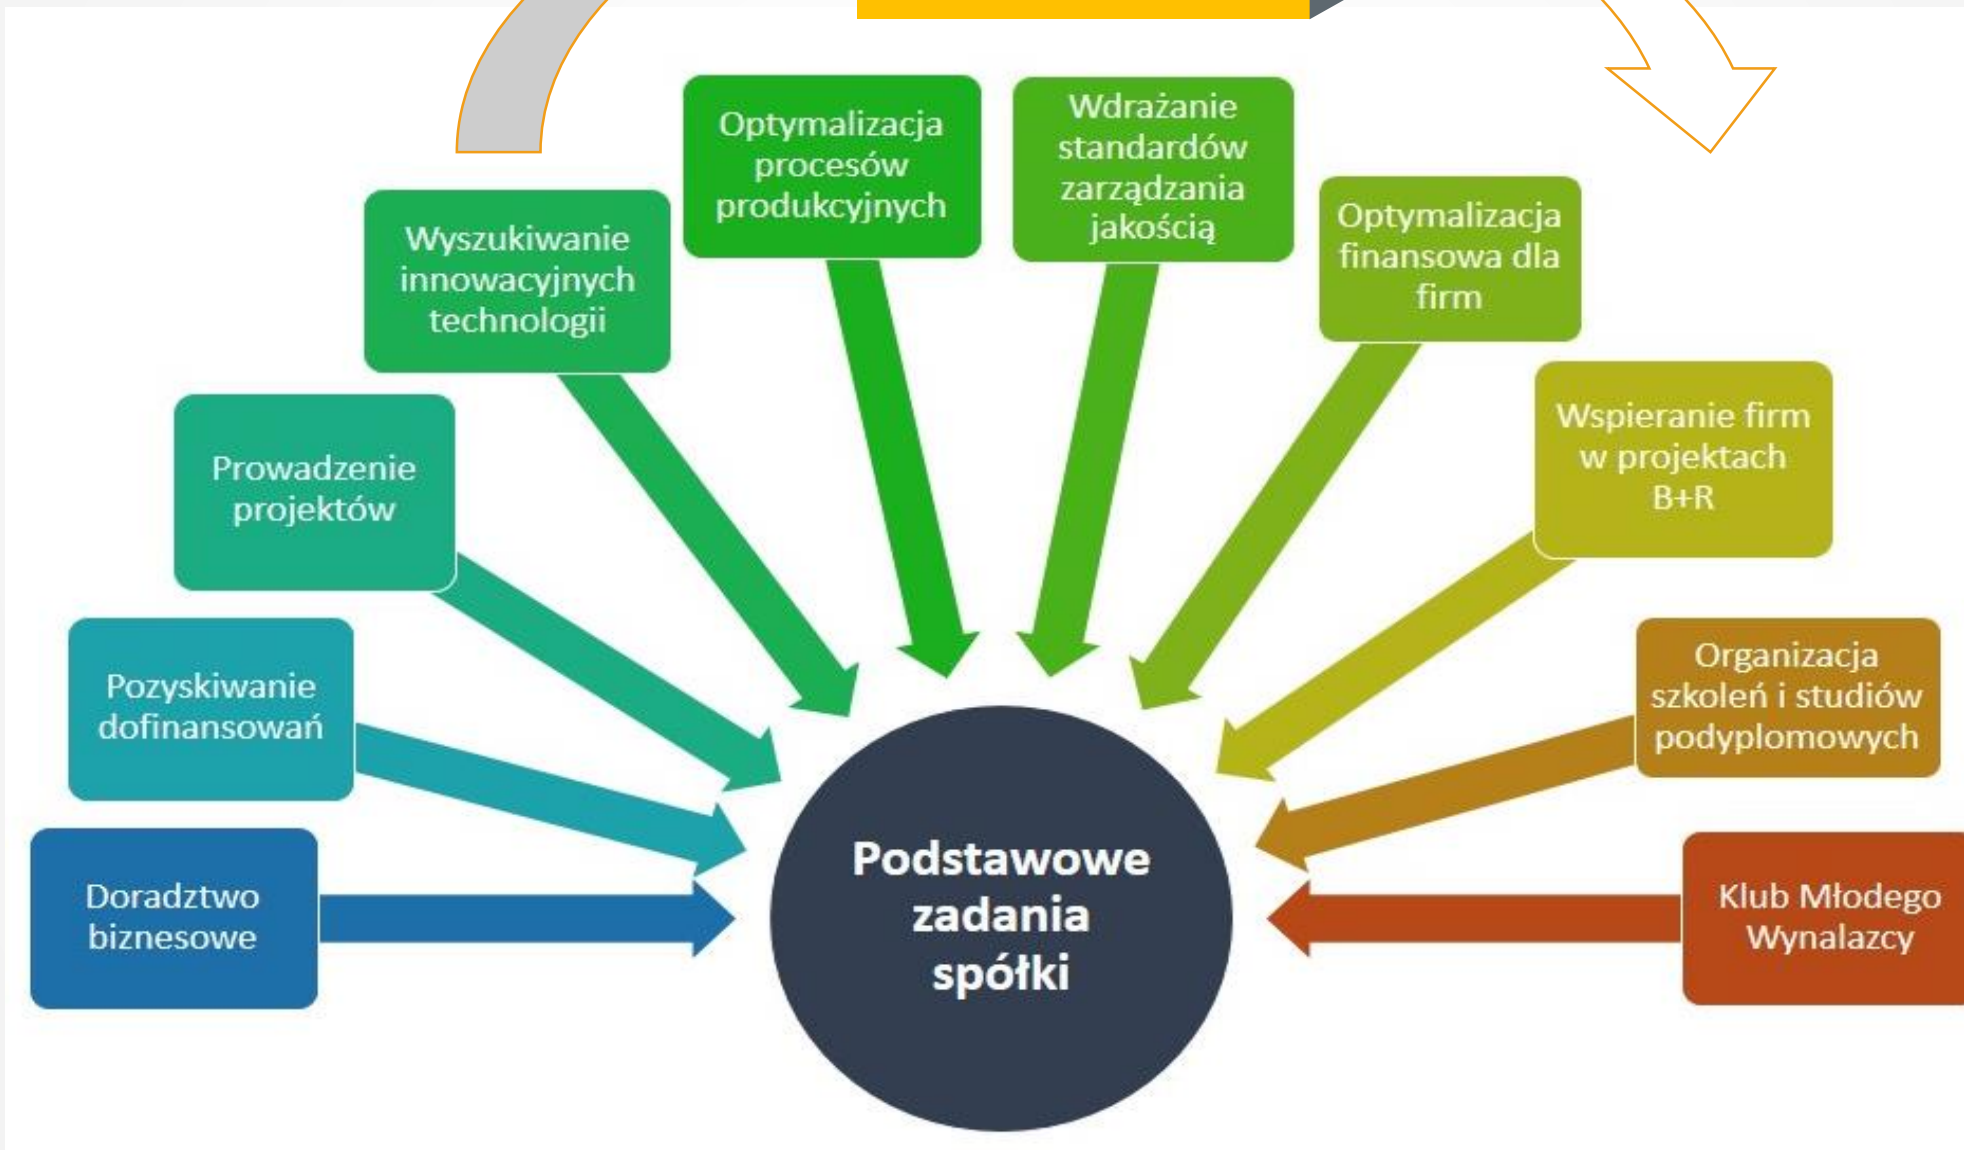 Optymalizacja
procesów
produkcyjnych
Wdrażanie
standardów
zarządzania
jakością
Wyszukiwanie
innowacyjnych
technologii
Optymalizacja
finansowa dla
firm
Prowadzenie
projektów
Wspieranie firm
w projektach
B+R
Pozyskiwanie
dofinansowań
Organizacja
szkoleń i studiów
podyplomowych
Doradztwo
biznesowe
Podstawowe
zadania
spółki
Klub Młodego
Wynalazcy